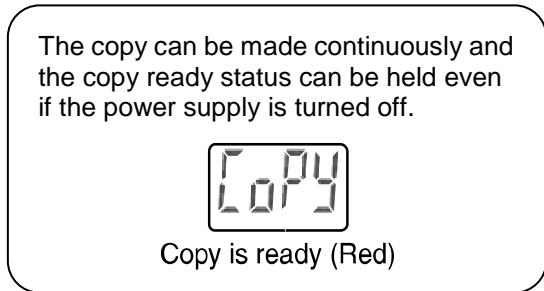 The copy can be made continuously and
the copy ready status can be held even
if the power supply is turned off.
CoPY
Copy is ready (Red)